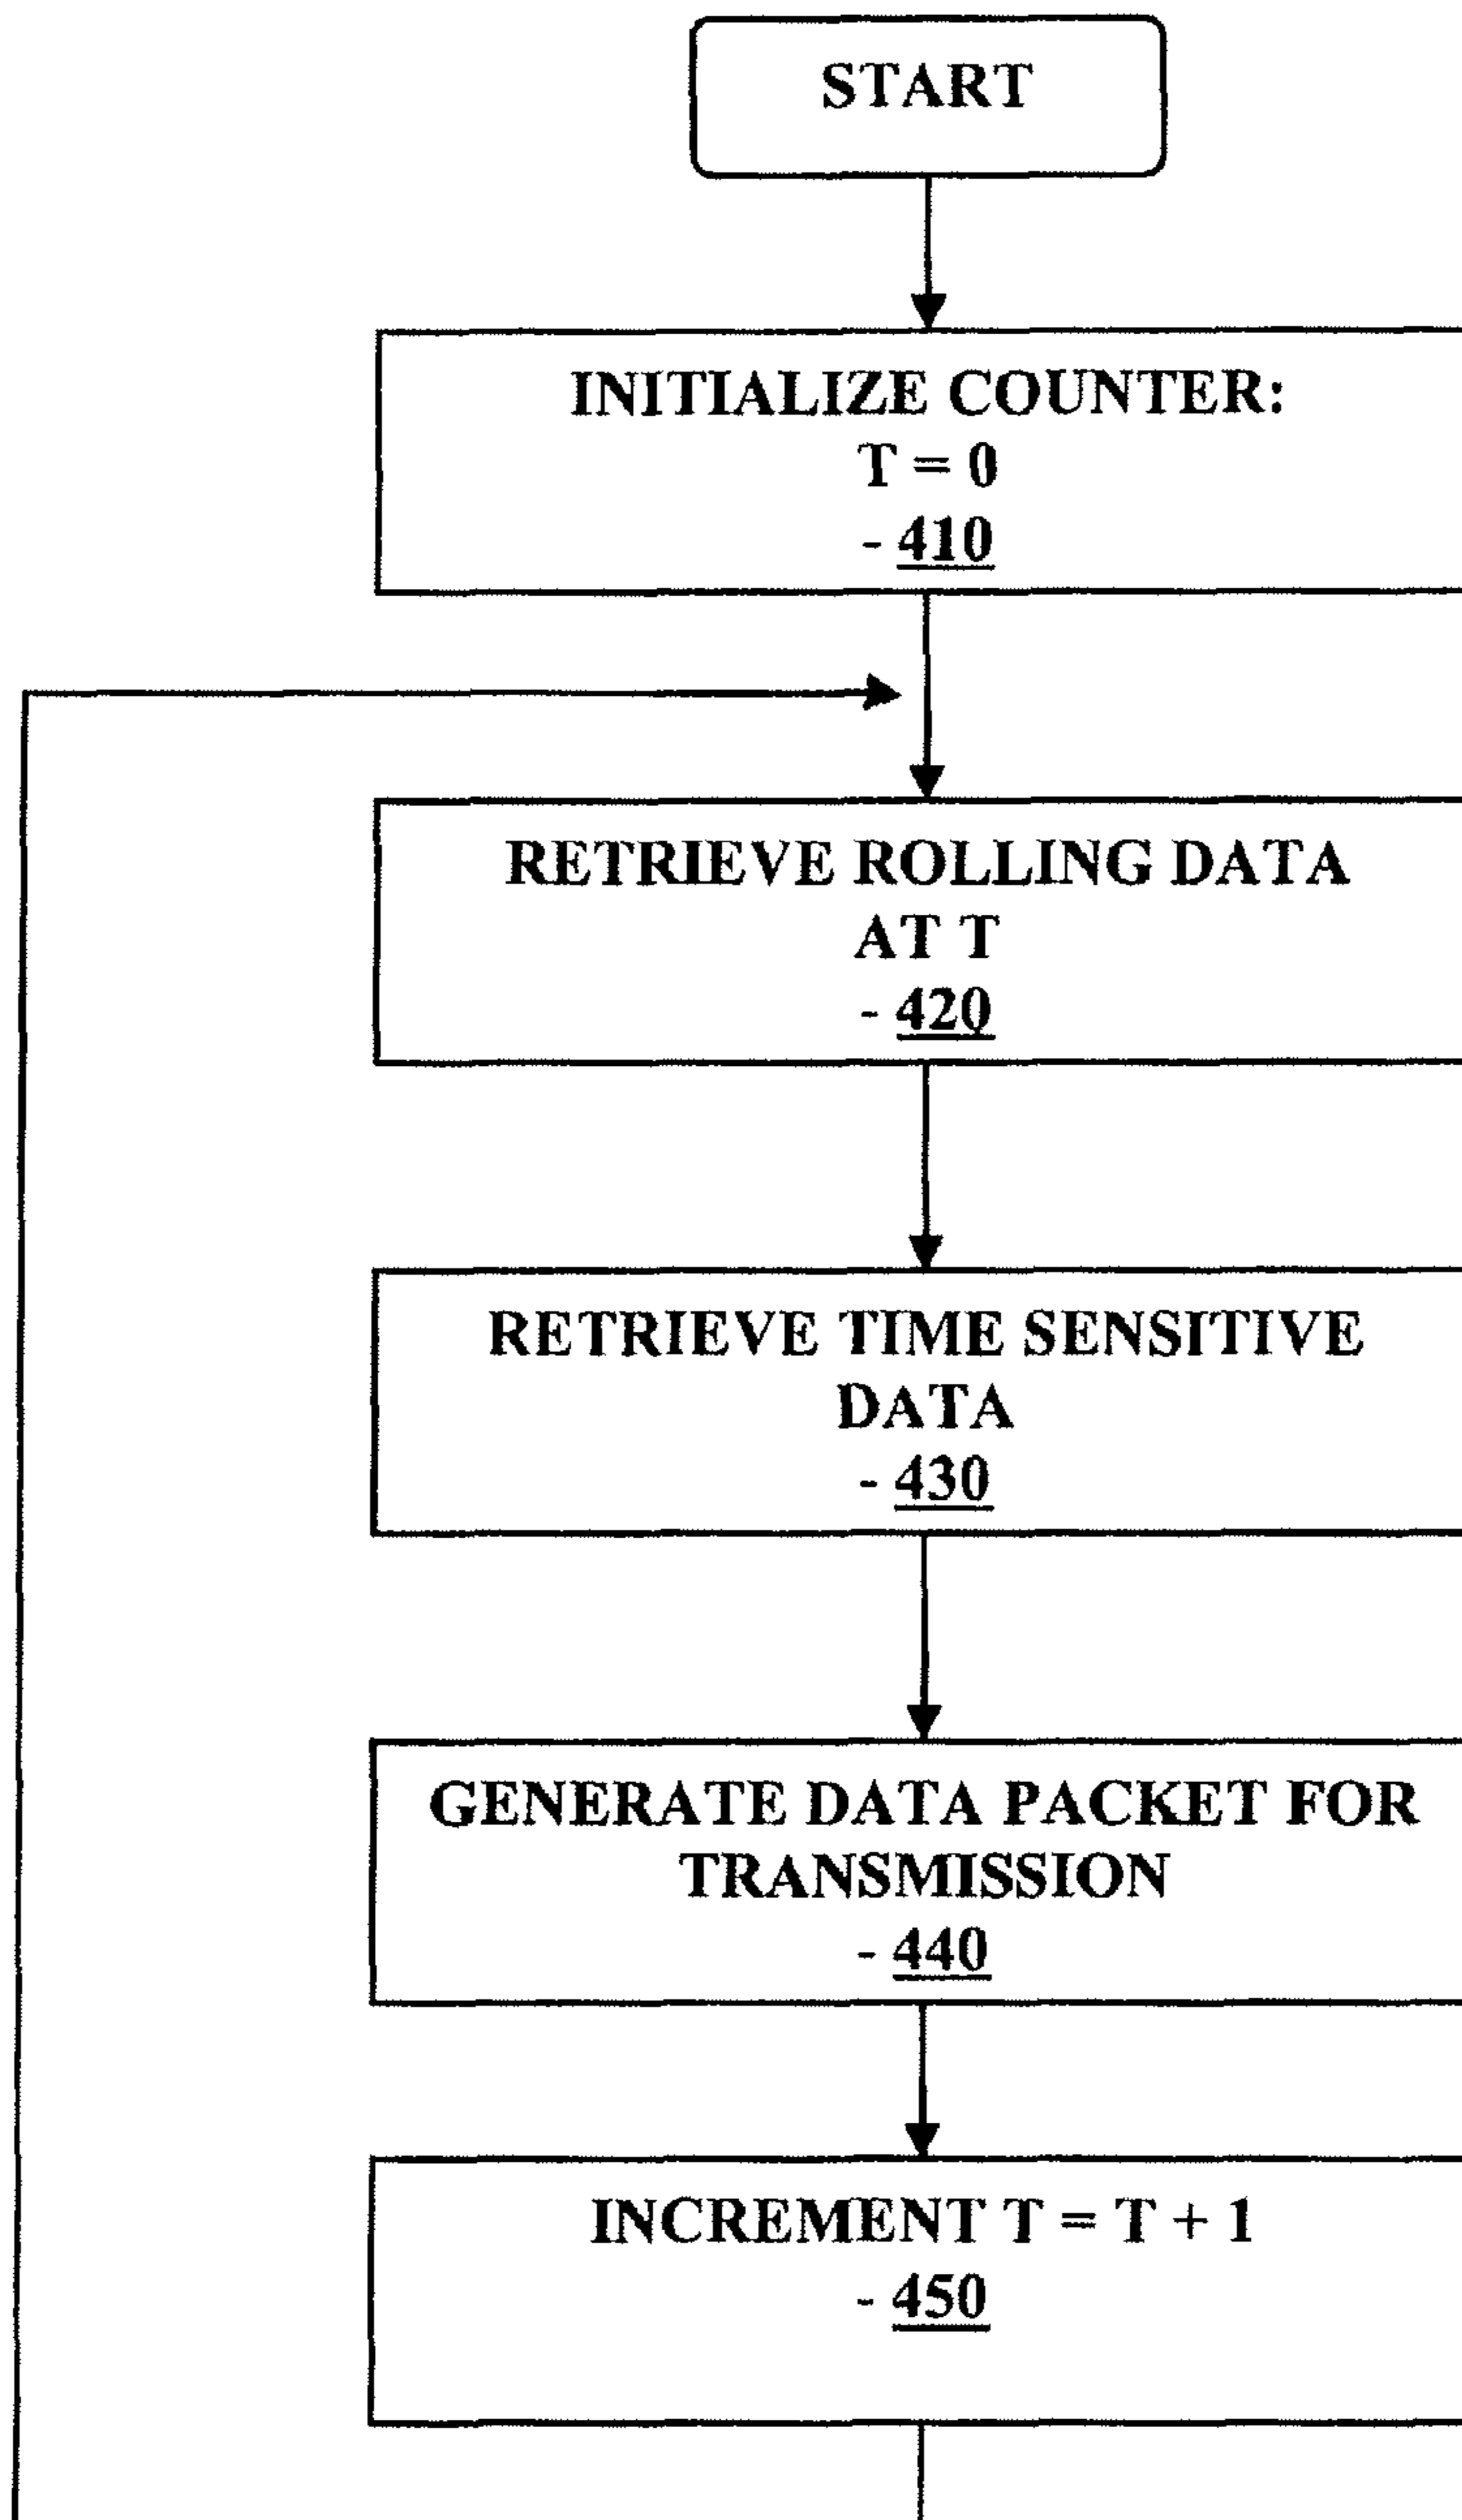 START
INITIALIZE COUNTER:
T = 0
- 410
RETRIEVE ROLLING DATA
AT T
- 420
RETRIEVE TIME SENSITIVE
DATA
- 430
GENERATE DATA PACKET FOR
TRANSMISSION
- 440
INCREMENT T = T + 1
- 450